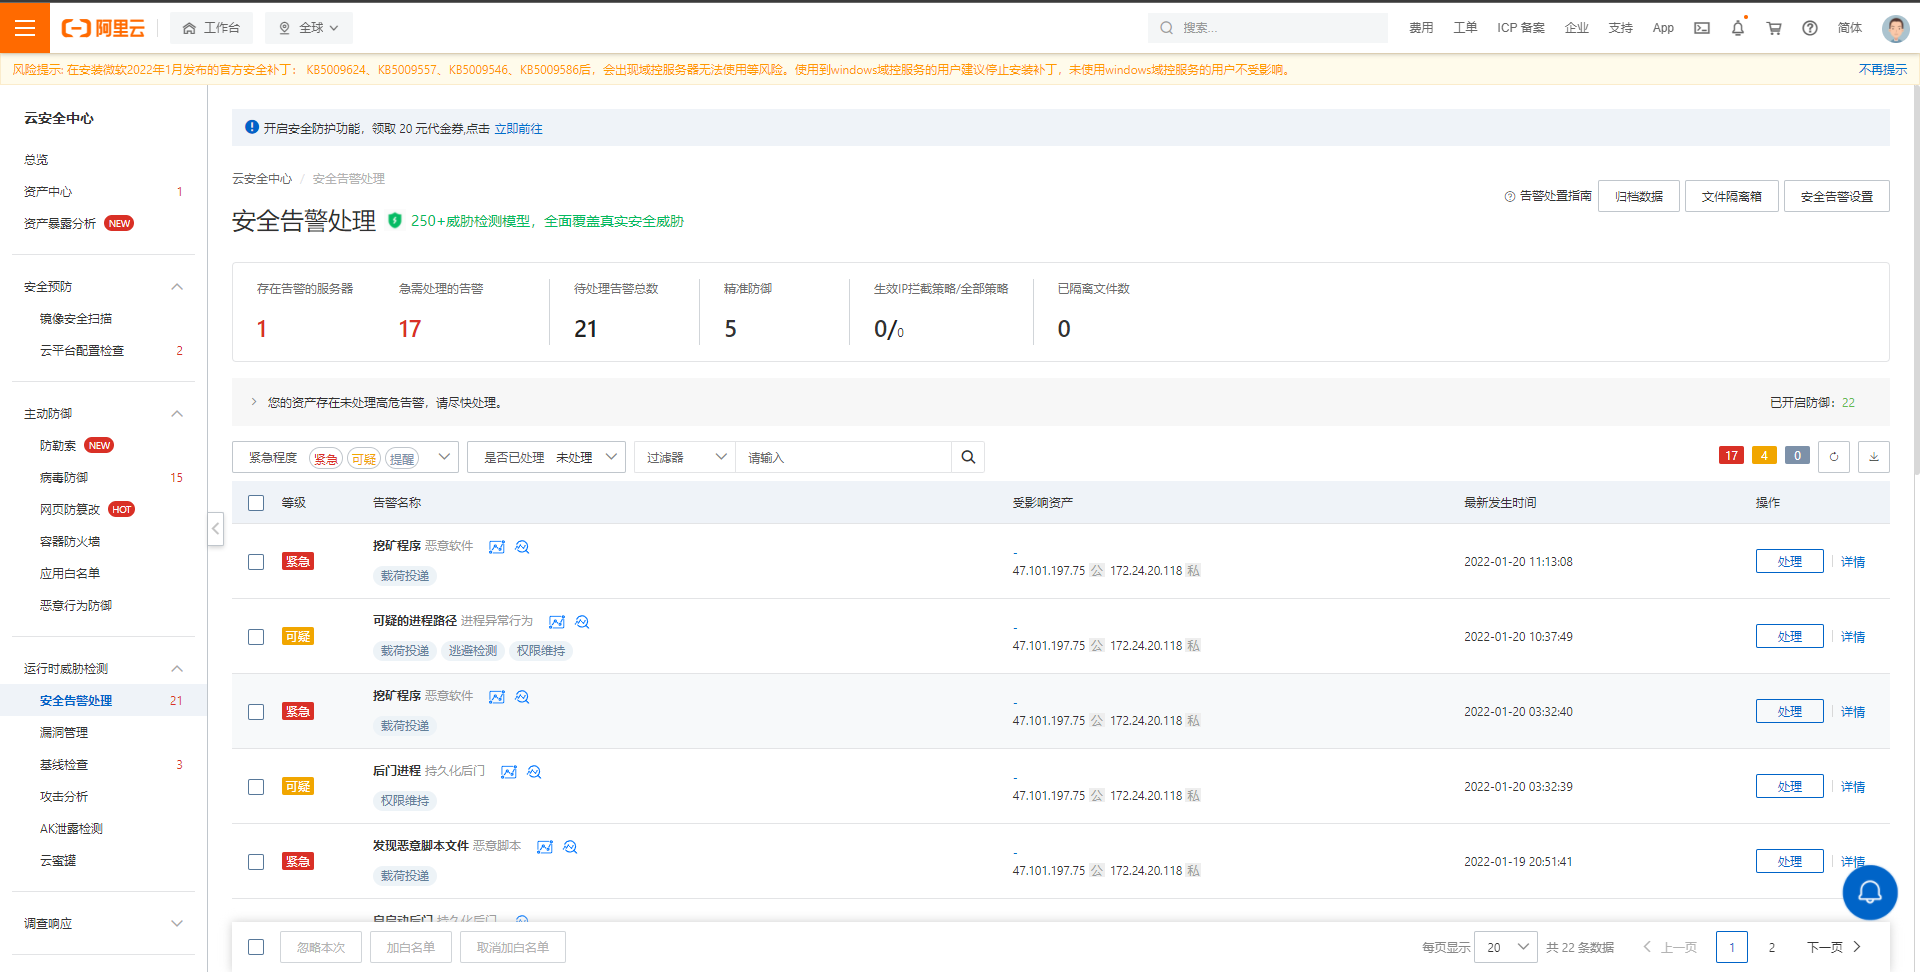 阿里云
工作台
全球
搜索...
费用
工单
ICP 备案
企业
支持
App
简体
风险提示: 在安装微软2022年1月发布的官方安全补丁： KB5009624、KB5009557、KB5009546、KB5009586后，会出现域控服务器无法使用等风险。使用到windows域控服务的用户建议停止安装补丁，未使用windows域控服务的用户不受影响。
不再提示
云安全中心
总览
资产中心 1
资产暴露分析 NEW
安全预防
镜像安全扫描
云平台配置检查 2
主动防御
防勒索 NEW
病毒防御 15
网页防篡改 HOT
容器防火墙
应用白名单
恶意行为防御
运行时威胁检测
安全告警处理 21
漏洞管理
基线检查 3
攻击分析
AK泄露检测
云蜜罐
调查响应
开启安全防护功能，领取 20 元代金券,点击 立即前往
云安全中心 / 安全告警处理
安全告警处理
250+威胁检测模型，全面覆盖真实安全威胁
告警处置指南
归档数据
文件隔离箱
安全告警设置
存在告警的服务器
1
急需处理的告警
17
待处理告警总数
21
精准防御
5
生效IP拦截策略/全部策略
0/0
已隔离文件数
0
您的资产存在未处理高危告警，请尽快处理。
已开启防御：22
紧急程度 紧急 可疑 提醒
是否已处理 未处理
过滤器
请输入
17
4
0
等级 告警名称 受影响资产 最新发生时间 操作
紧急
挖矿程序 恶意软件
载荷投递
-
47.101.197.75 公 172.24.20.118 私
2022-01-20 11:13:08
处理 详情
可疑
可疑的进程路径 进程异常行为
载荷投递 逃避检测 权限维持
-
47.101.197.75 公 172.24.20.118 私
2022-01-20 10:37:49
处理 详情
紧急
挖矿程序 恶意软件
载荷投递
-
47.101.197.75 公 172.24.20.118 私
2022-01-20 03:32:40
处理 详情
可疑
后门进程 持久化后门
权限维持
-
47.101.197.75 公 172.24.20.118 私
2022-01-20 03:32:39
处理 详情
紧急
发现恶意脚本文件 恶意脚本
载荷投递
-
47.101.197.75 公 172.24.20.118 私
2022-01-19 20:51:41
处理 详情
自启动后门 持久化后门
忽略本次
加白名单
取消加白名单
每页显示 20 共 22 条数据 上一页 1 2 下一页